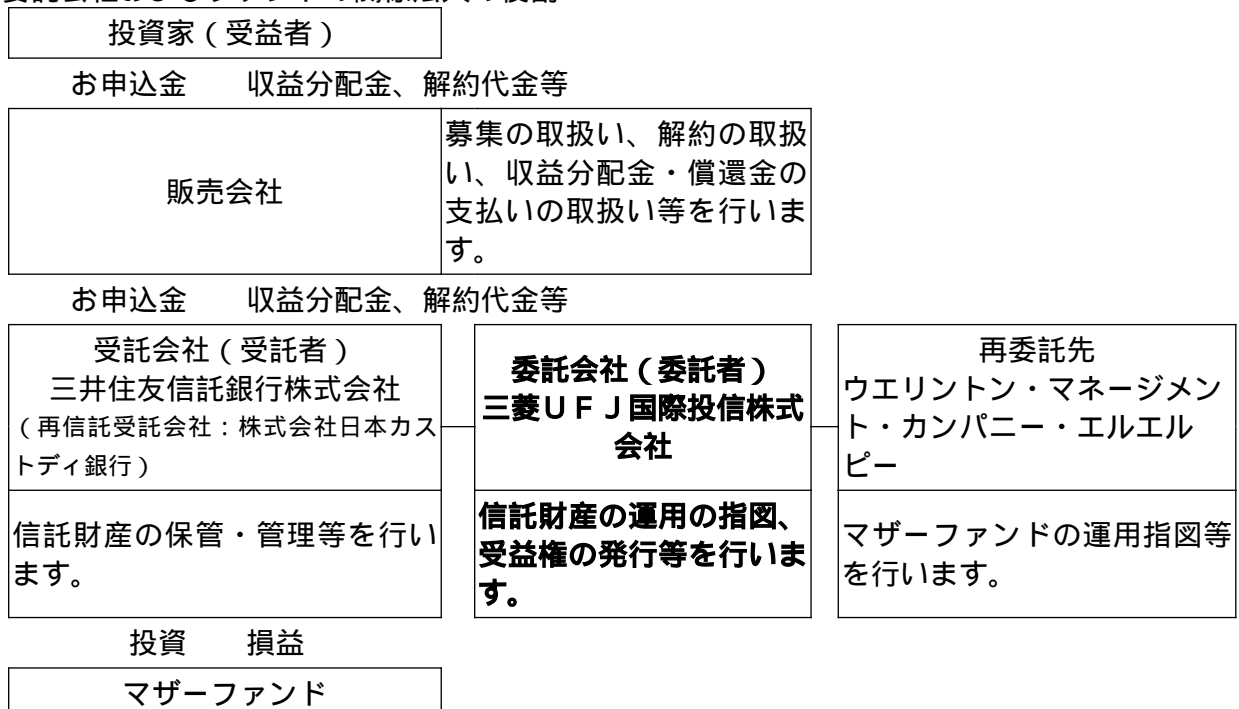 投資家（受益者）
お申込金　　収益分配金、解約代金等
販売会社
募集の取扱い、解約の取扱
い、収益分配金・償還金の
支払いの取扱い等を行いま
す。
お申込金　　収益分配金、解約代金等
受託会社（受託者）
三井住友信託銀行株式会社
（再信託受託会社：株式会社日本カス
トディ銀行）
委託会社（委託者）
三菱ＵＦＪ国際投信株式
会社
再委託先
ウエリントン・マネージメン
ト・カンパニー・エルエル
ピー
信託財産の保管・管理等を行い
ます。
信託財産の運用の指図、
受益権の発行等を行いま
す。
マザーファンドの運用指図等
を行います。
投資　　損益
マザーファンド